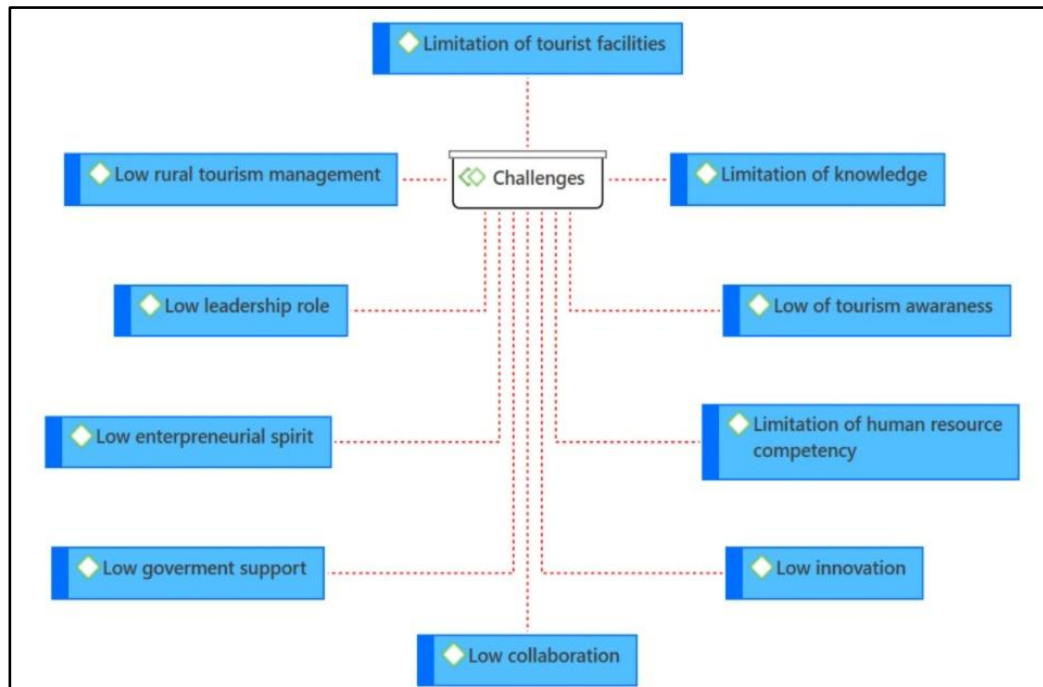 Limitation of tourist facilities
Low rural tourism management
Challenges
Limitation of knowledge
Low leadership role
Low of tourism awaraness
Low enterpreneurial spirit
Limitation of human resource
competency
Low goverment support
Low innovation
Low collaboration